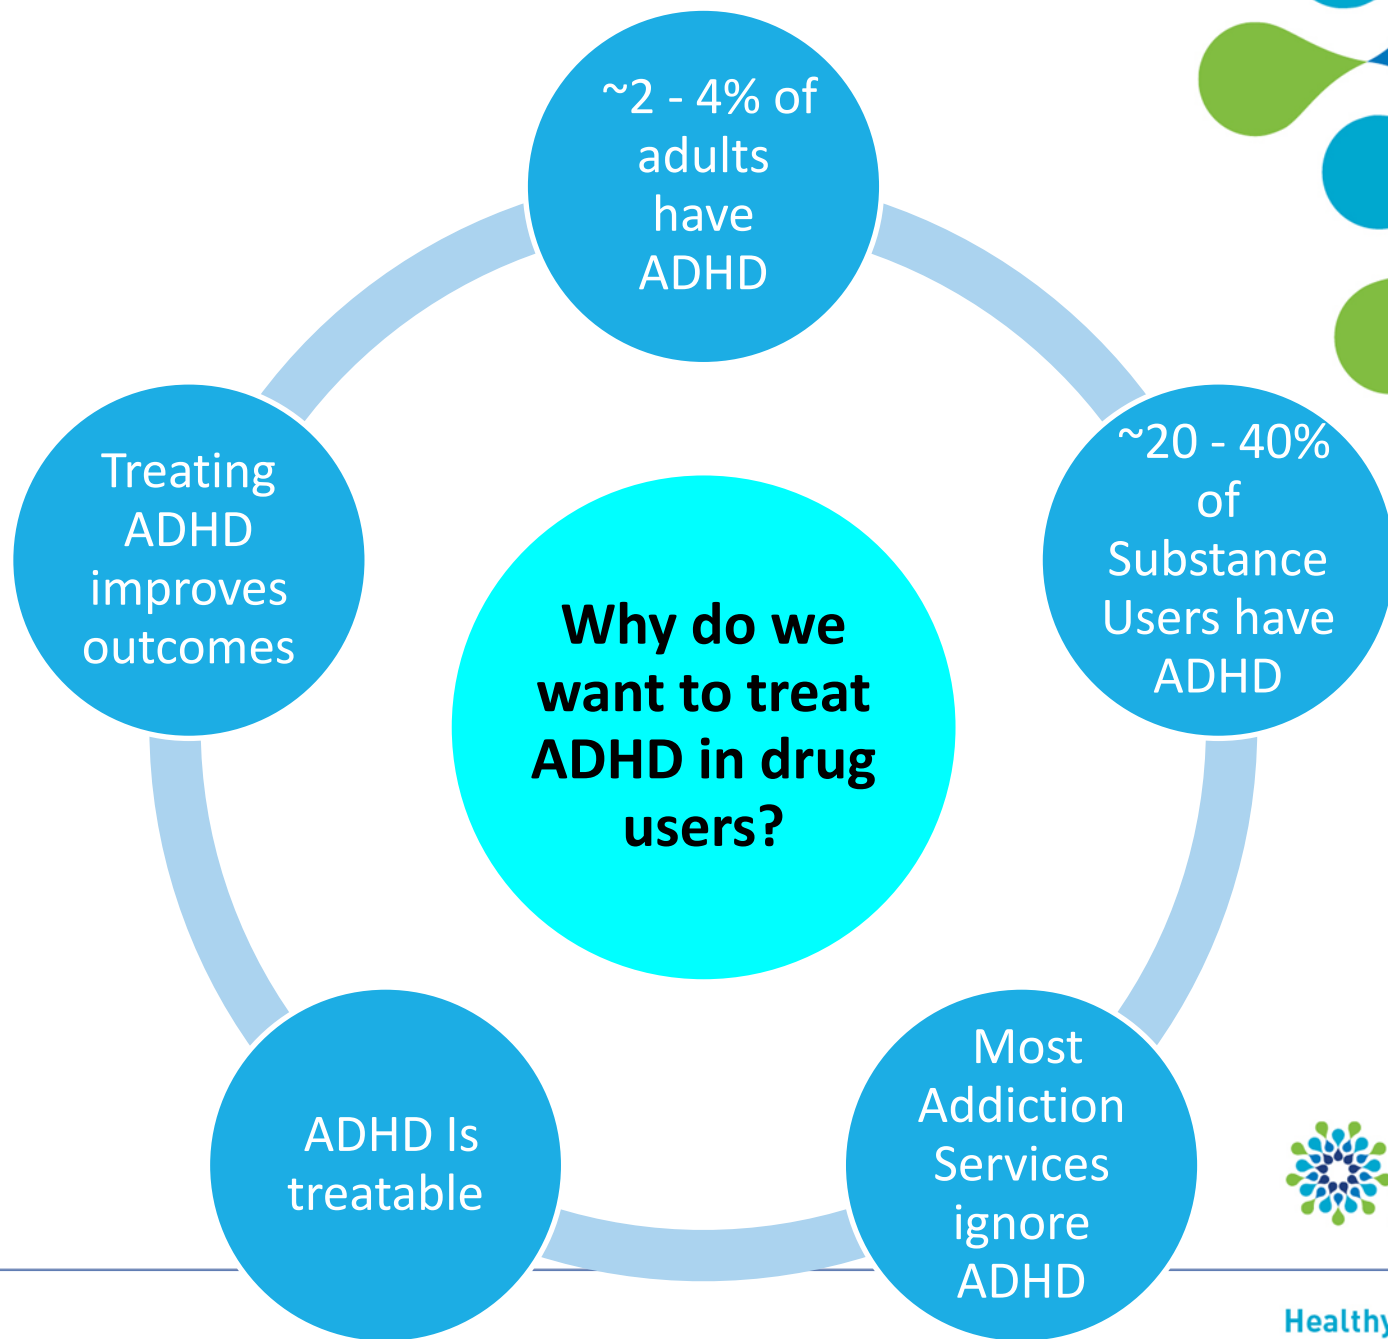 ~2 - 4% of
adults
have
ADHD
~20 - 40%
of
Substance
Users have
ADHD
Most
Addiction
Services
ignore
ADHD
ADHD Is
treatable
Treating
ADHD
improves
outcomes
Why do we
want to treat
ADHD in drug
users?
Healthy